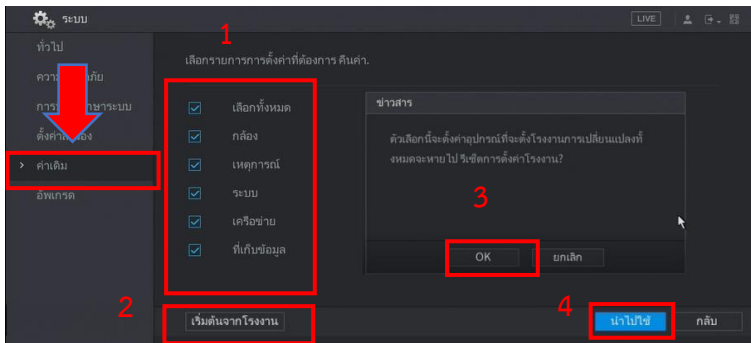 ระบบ
LIVE
1
ทั่วไป
เลือกรายการการตั้งค่าที่ต้องการ คืนค่า.
เลือกทั้งหมด
กล้อง
เหตุการณ์
ระบบ
เครือข่าย
ที่เก็บข้อมูล
> ค่าเดิม
อัพเกรด
ข่าวสาร
ตัวเลือกนี้จะตั้งค่าอุปกรณ์ที่จะตั้งโรงงานการเปลี่ยนแปลงทั้
งหมดจะหายไป รีเซ็ตการตั้งค่าโรงงาน?
3
OK ยกเลิก
2
เริ่มต้นจากโรงงาน
4
นำไปใช้ กลับ